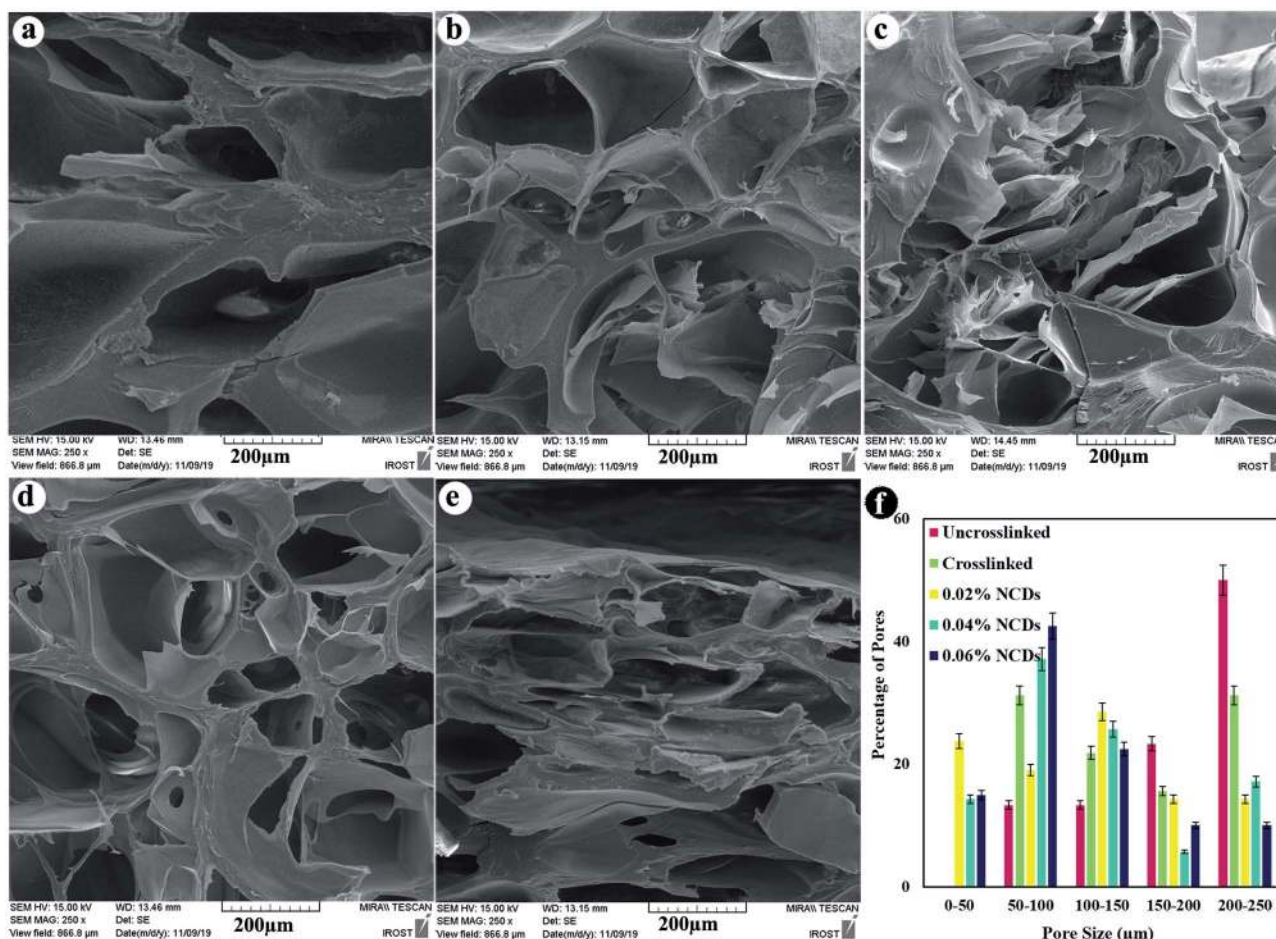 a
b
c
SEM HV: 15.00 kV WD: 13.46 mm
SEM MAG: 250 x Det: SE
View field: 866.8 µm Date(m/d/y): 11/09/19
200µm
MIRA\\ TESCAN
IROST
SEM HV: 15.00 kV WD: 13.15 mm
SEM MAG: 250 x Det: SE
View field: 866.8 µm Date(m/d/y): 11/09/19
200µm
MIRA\\ TESCAN
IROST
SEM HV: 15.00 kV WD: 14.45 mm
SEM MAG: 250 x Det: SE
View field: 866.8 µm Date(m/d/y): 11/09/19
200µm
MIRA\\ TESCAN
IROST
d
e
f
SEM HV: 15.00 kV WD: 13.46 mm
SEM MAG: 250 x Det: SE
View field: 866.8 µm Date(m/d/y): 11/09/19
200µm
MIRA\\ TESCAN
IROST
SEM HV: 15.00 kV WD: 13.15 mm
SEM MAG: 250 x Det: SE
View field: 866.8 µm Date(m/d/y): 11/09/19
200µm
MIRA\\ TESCAN
IROST
60
40
20
0
Percentage of Pores
Uncrosslinked
Crosslinked
0.02% NCDs
0.04% NCDs
0.06% NCDs
0-50 50-100 100-150 150-200 200-250
Pore Size (µm)